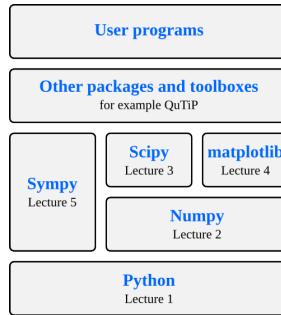 User programs
Other packages and toolboxes
for example QuTiP
Scipy
Lecture 3
matplotlib
Lecture 4
Sympy
Lecture 5
Numpy
Lecture 2
Python
Lecture 1